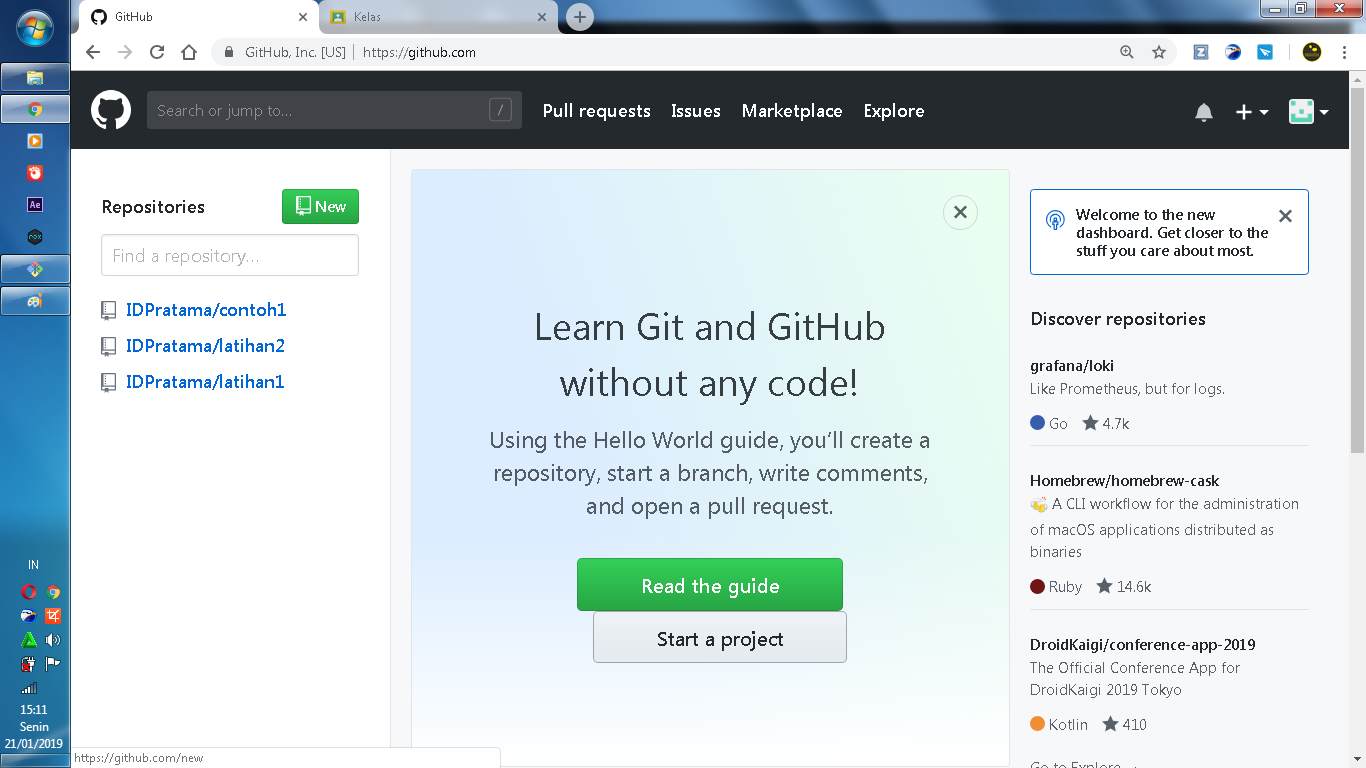 GitHub
Kelas
GitHub, Inc. [US] | https://github.com
Search or jump to...
/
Pull requests
Issues
Marketplace
Explore
Repositories
New
Find a repository...
IDPratama/contoh1
IDPratama/latihan2
IDPratama/latihan1
Learn Git and GitHub
without any code!
Using the Hello World guide, you’ll create a
repository, start a branch, write comments,
and open a pull request.
Read the guide
Start a project
Welcome to the new
dashboard. Get closer to the
stuff you care about most.
Discover repositories
grafana/loki
Like Prometheus, but for logs.
Go 4.7k
Homebrew/homebrew-cask
A CLI workflow for the administration
of macOS applications distributed as
binaries
Ruby 14.6k
DroidKaigi/conference-app-2019
The Official Conference App for
DroidKaigi 2019 Tokyo
Kotlin 410
Go to Explore
Ae
nox
IN
15:11
Senin
21/01/2019
https://github.com/new